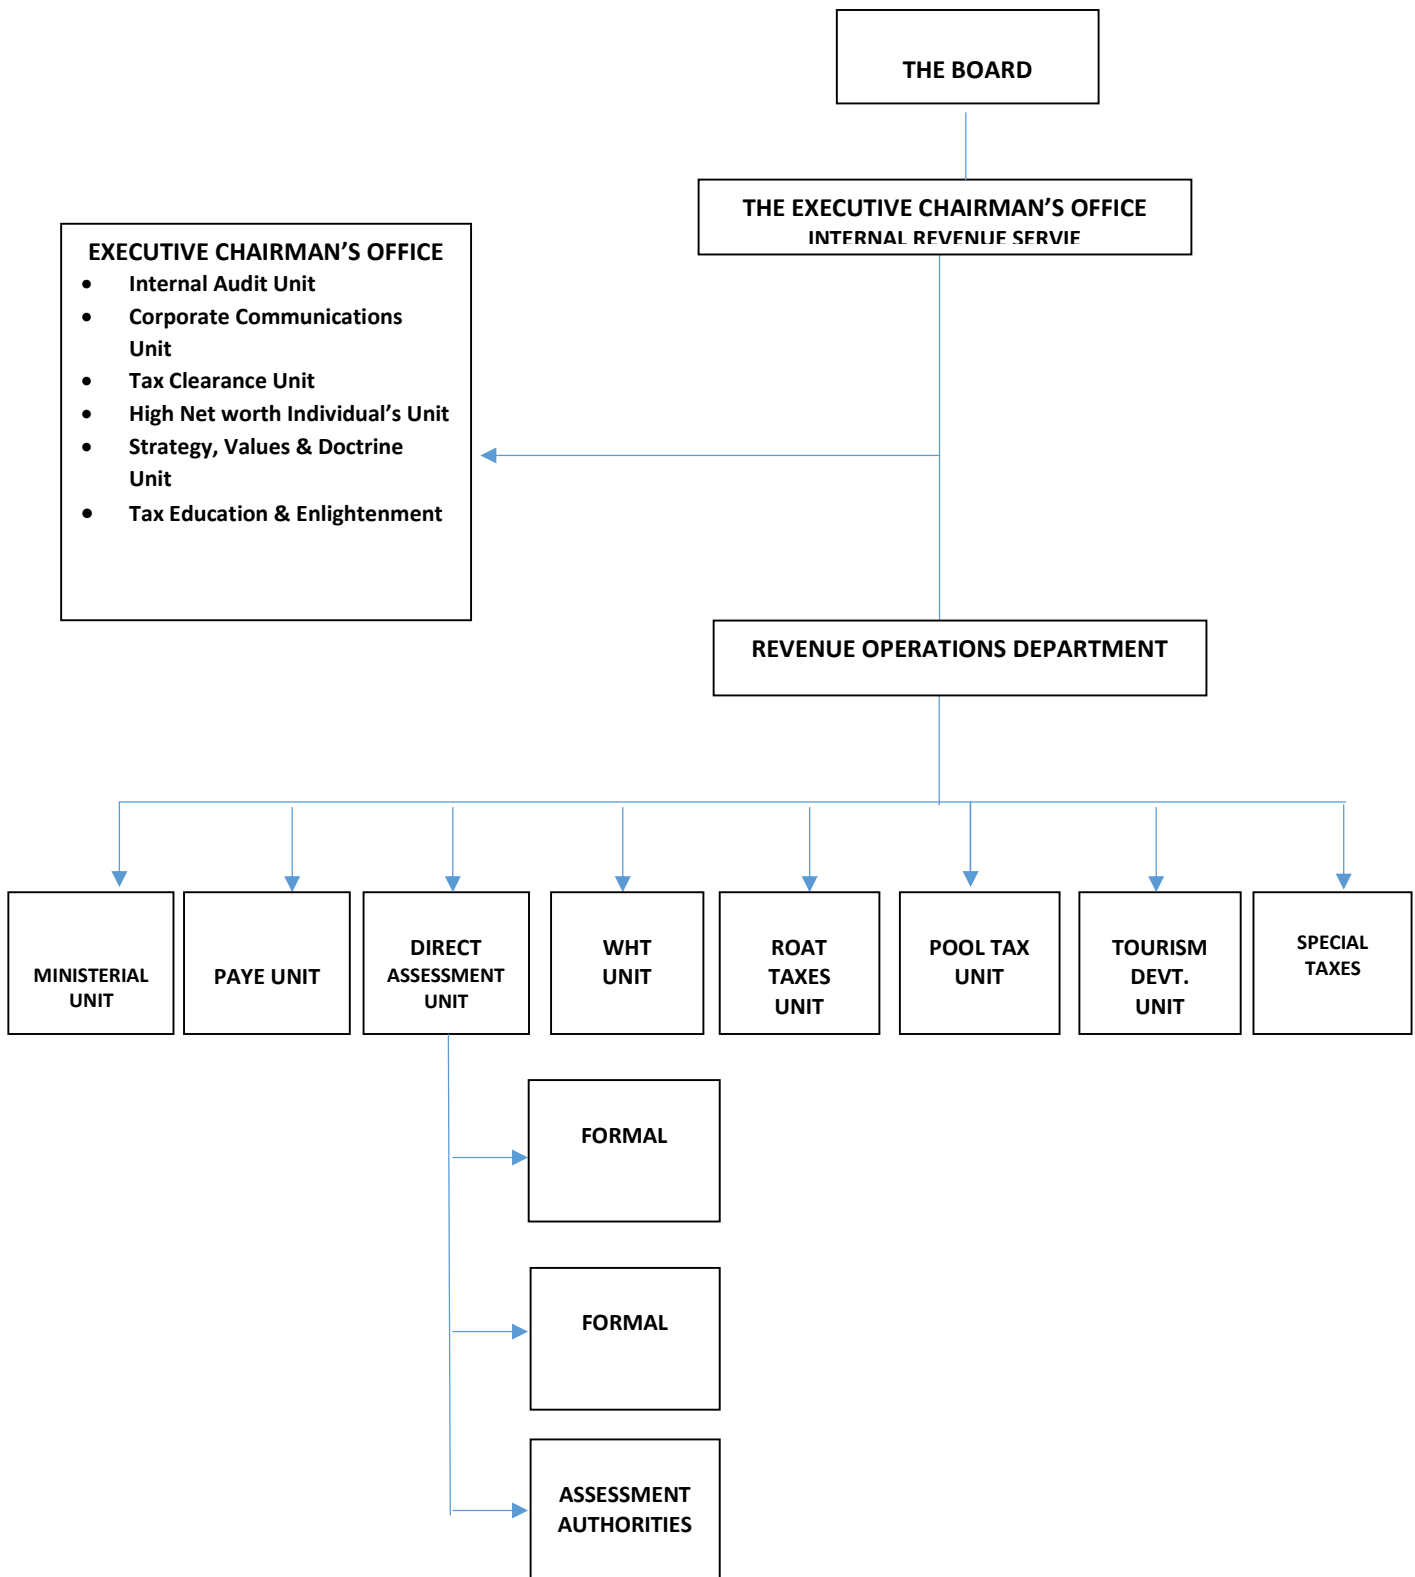 THE BOARD
THE EXECUTIVE CHAIRMAN’S OFFICE
INTERNAL REVENUE SERVIE
EXECUTIVE CHAIRMAN’S OFFICE
• Internal Audit Unit
• Corporate Communications
Unit
• Tax Clearance Unit
• High Net worth Individual’s Unit
• Strategy, Values & Doctrine
Unit
• Tax Education & Enlightenment
REVENUE OPERATIONS DEPARTMENT
MINISTERIAL
UNIT
PAYE UNIT
DIRECT
ASSESSMENT
UNIT
WHT
UNIT
ROAT
TAXES
UNIT
POOL TAX
UNIT
TOURISM
DEVT.
UNIT
SPECIAL
TAXES
FORMAL
FORMAL
ASSESSMENT
AUTHORITIES